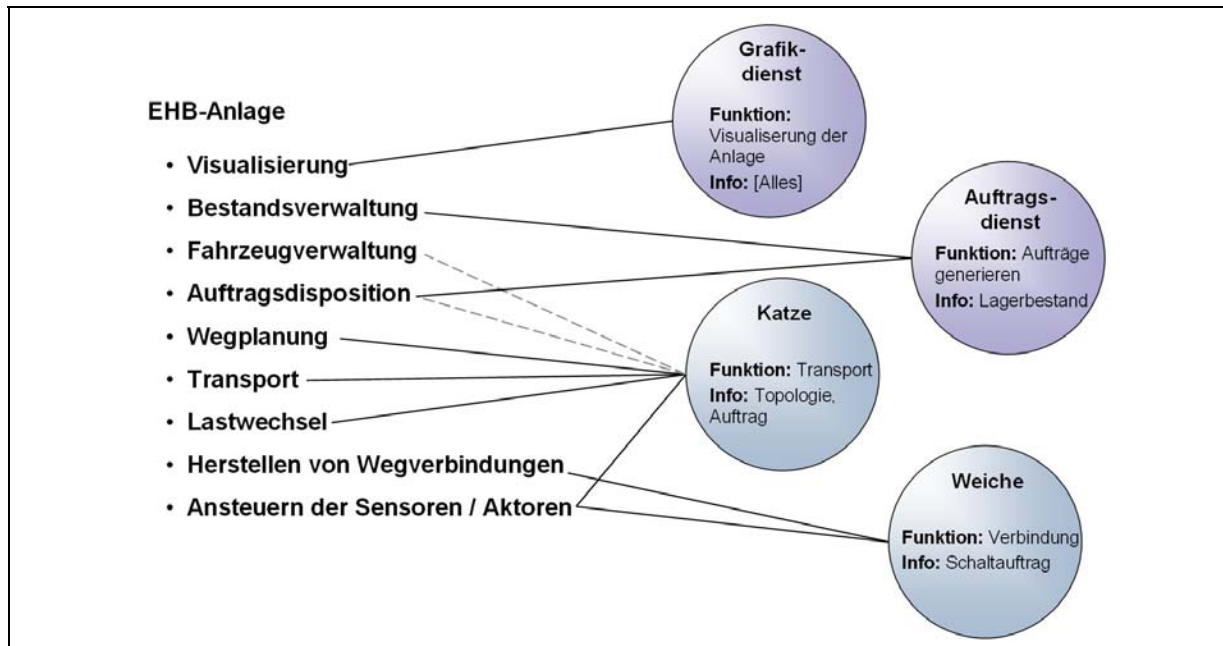 EHB-Anlage
• Visualisierung
• Bestandsverwaltung
• Fahrzeugverwaltung
• Auftragsdisposition
• Wegplanung
• Transport
• Lastwechsel
• Herstellen von Wegverbindungen
• Ansteuern der Sensoren / Aktoren
Grafik-
dienst
Funktion:
Visualiserung der
Anlage
Info: [Alles]
Auftrags-
dienst
Funktion: Aufträge
generieren
Info: Lagerbestand
Katze
Funktion: Transport
Info: Topologie,
Auftrag
Weiche
Funktion: Verbindung
Info: Schaltauftrag